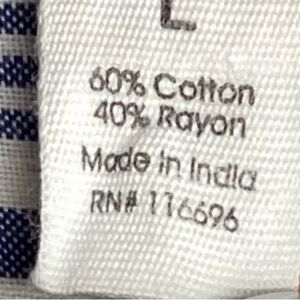 L
60% Cotton
40% Rayon
Made in India
RN# 116696